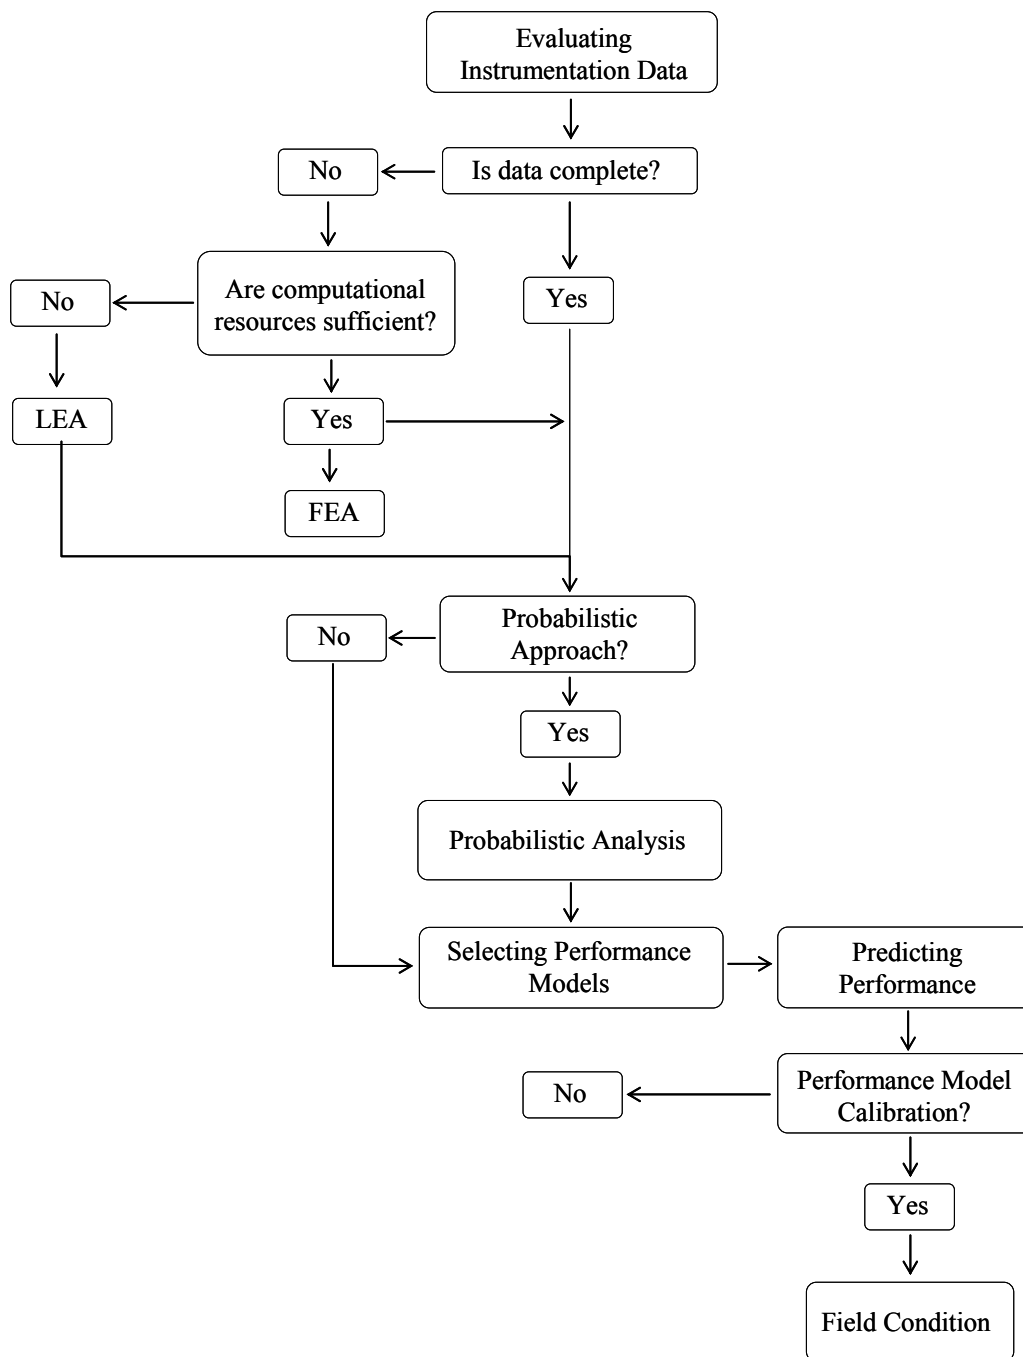 Evaluating
Instrumentation Data
No
Is data complete?
No
Are computational
resources sufficient?
Yes
LEA
Yes
FEA
No
Probabilistic
Approach?
Yes
Probabilistic Analysis
Selecting Performance
Models
Predicting
Performance
No
Performance Model
Calibration?
Yes
Field Condition